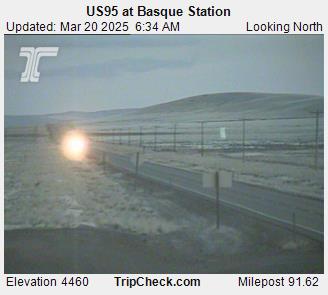 US95 at Basque Station
Updated: Mar 20 2025 6:34 AM Looking North
Elevation 4460 TripCheck.com Milepost 91.62